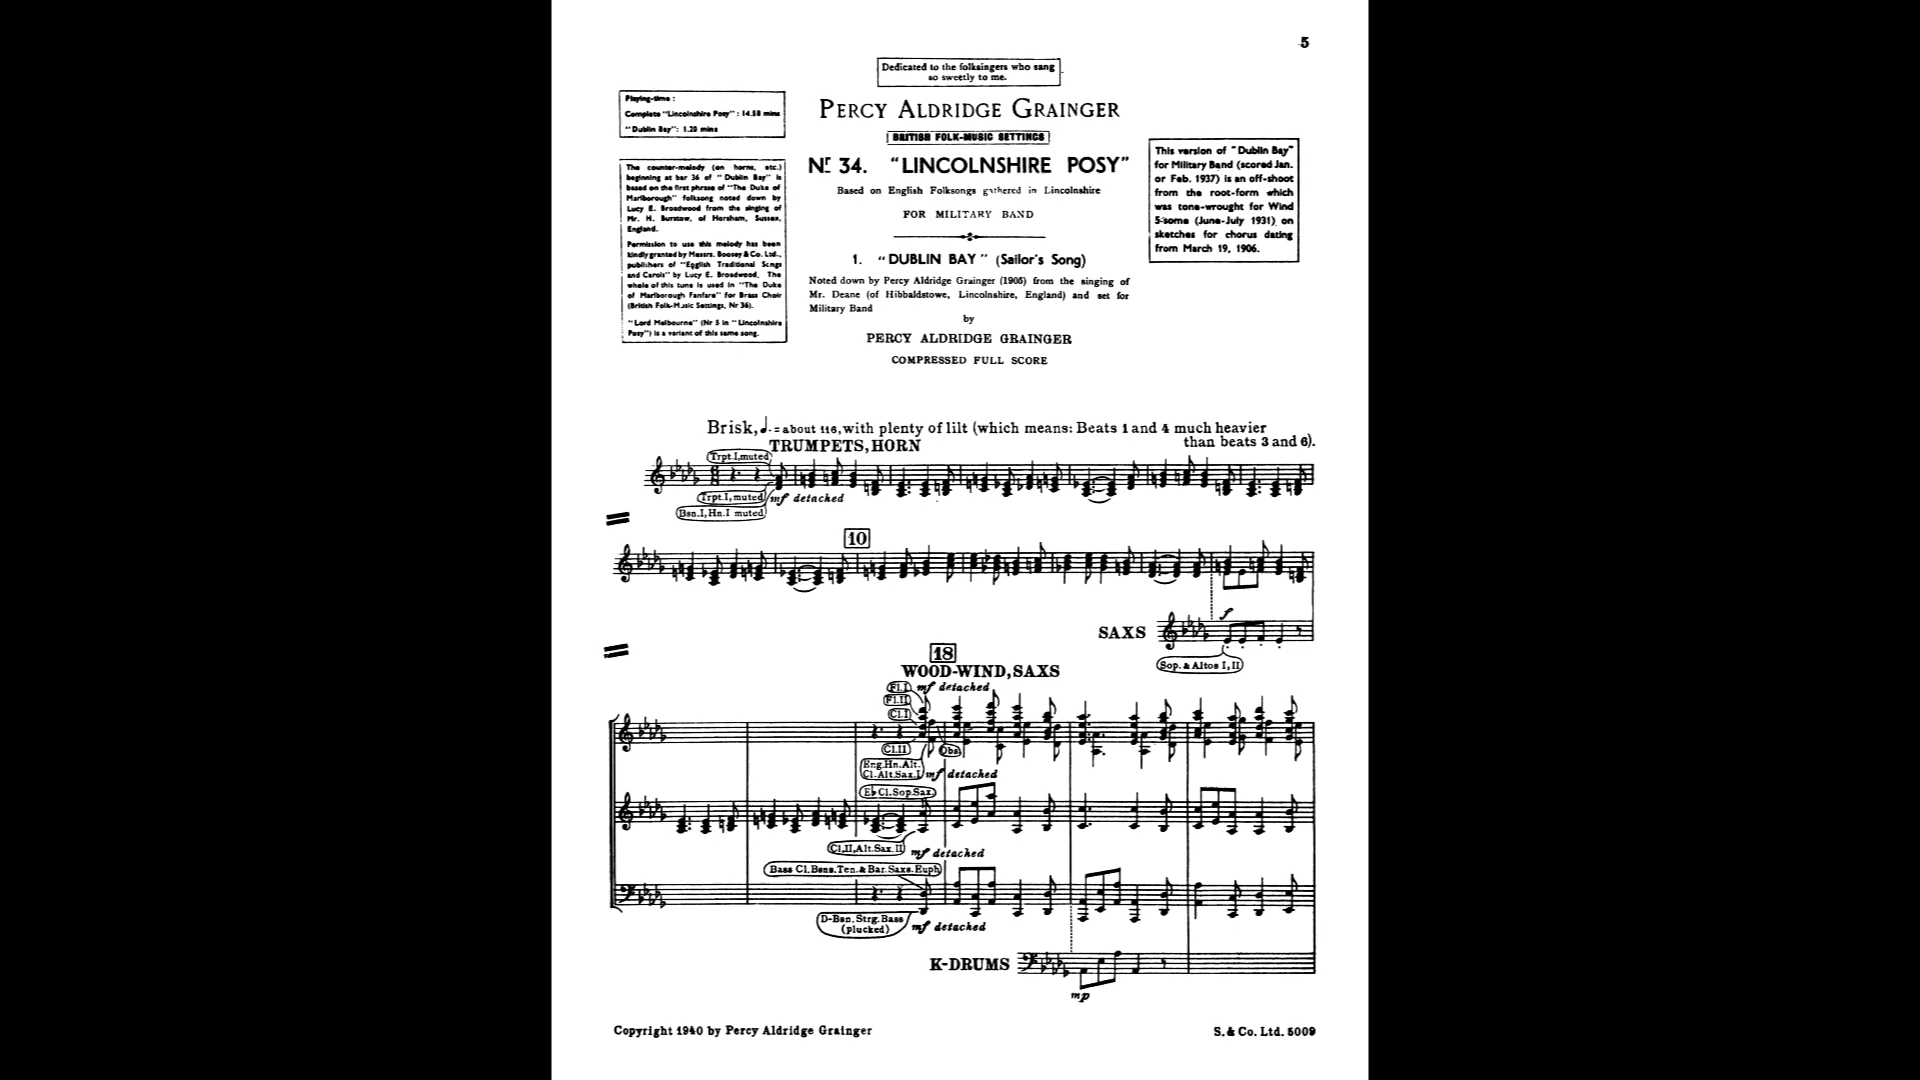 5
Dedicated to the folksingers who sang
so sweetly to me.
Playing-time :
Complete "Lincolnshire Posy" : 14.58 mins
"Dublin Bay": 1.20 mins
PERCY ALDRIDGE GRAINGER
BRITISH FOLK-MUSIC SETTINGS
Nr 34. "LINCOLNSHIRE POSY"
Based on English Folksongs gathered in Lincolnshire
FOR MILITARY BAND
The counter-melody (on horns, etc.)
beginning at bar 36 of "Dublin Bay" is
based on the first phrase of "The Duke of
Marlborough" folksong noted down by
Lucy E. Broadwood from the singing of
Mr. H. Burstow, of Horsham, Sussex,
England.
Permission to use this melody has been
kindly granted by Messrs. Boosey & Co. Ltd.,
publishers of "English Traditional Songs
and Carols" by Lucy E. Broadwood. The
whole of this tune is used in "The Duke
of Marlborough Fanfare" for Brass Choir
(British Folk-Music Settings, Nr 36).
"Lord Melbourne" (Nr 5 in "Lincolnshire
Posy") is a variant of this same song.
This version of "Dublin Bay"
for Military Band (scored Jan.
or Feb. 1937) is an off-shoot
from the root-form which
was tone-wrought for Wind
5-some (June-July 1931) on
sketches for chorus dating
from March 19, 1906.
1. "DUBLIN BAY" (Sailor's Song)
Noted down by Percy Aldridge Grainger (1905) from the singing of
Mr. Deane (of Hibbaldstowe, Lincolnshire, England) and set for
Military Band
by
PERCY ALDRIDGE GRAINGER
COMPRESSED FULL SCORE
Brisk, ♩. = about 116, with plenty of lilt (which means: Beats 1 and 4 much heavier
than beats 3 and 6).
TRUMPETS, HORN
Trpt.I, muted
Trpt.I, muted
mf detached
Bsn.I, Hn.I muted
10
f
SAXS
Sop. & Altos I, II
18
WOOD-WIND, SAXS
Fl.I
mf detached
Fl.II
Cl.I
Cl.II
Obs.
Eng.Hn.Alt.
Cl.Alt.Sax.I
mf detached
E♭ Cl.Sop.Sax.
Cl.II, Alt.Sax.II
mf detached
Bass Cl.Bsns.Ten.& Bar.Saxs.Euph.
D-Bsn.Strg.Bass
(plucked)
mf detached
K-DRUMS
mp
Copyright 1940 by Percy Aldridge Grainger
S. & Co. Ltd. 5009